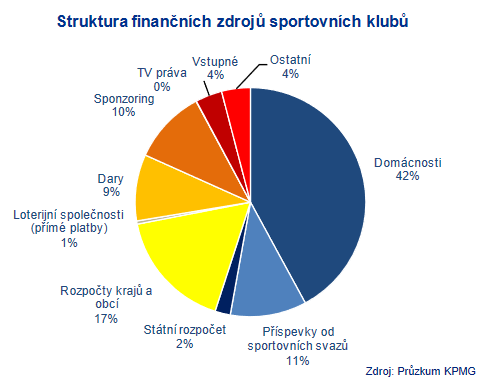 Struktura finančních zdrojů sportovních klubů
Vstupné
4%
Ostatní
4%
TV práva
0%
Sponzoring
10%
Domácnosti
42%
Dary
9%
Loterijní společnosti
(přímé platby)
1%
Rozpočty krajů a
obcí
17%
Státní rozpočet
2%
Příspevky od
sportovních svazů
11%
Zdroj: Průzkum KPMG